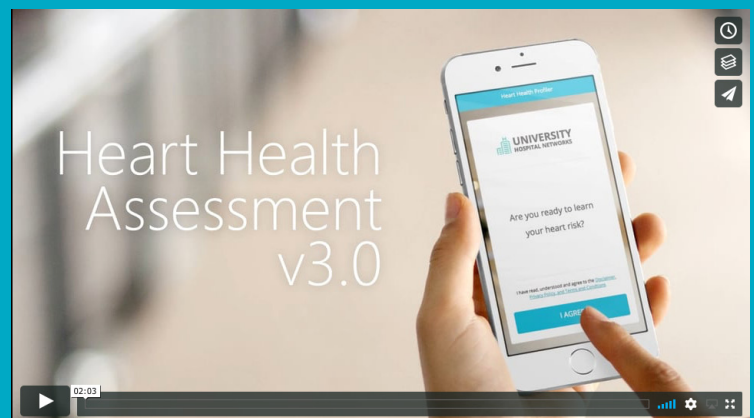 Heart Health
Assessment
v3.0
Heart Health Profiler
UNIVERSITY
HOSPITAL NETWORKS
Are you ready to learn
your heart risk?
I have read, understood and agree to the Disclaimer,
Privacy Policy, and Terms and Conditions
I AGREE
02:03